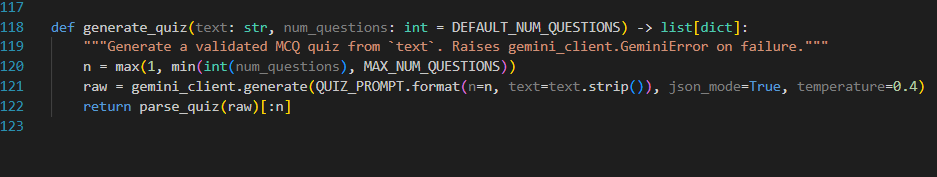 117
118 def generate_quiz(text: str, num_questions: int = DEFAULT_NUM_QUESTIONS) -> list[dict]:
119     """Generate a validated MCQ quiz from `text`. Raises gemini_client.GeminiError on failure."""
120     n = max(1, min(int(num_questions), MAX_NUM_QUESTIONS))
121     raw = gemini_client.generate(QUIZ_PROMPT.format(n=n, text=text.strip()), json_mode=True, temperature=0.4)
122     return parse_quiz(raw)[:n]
123